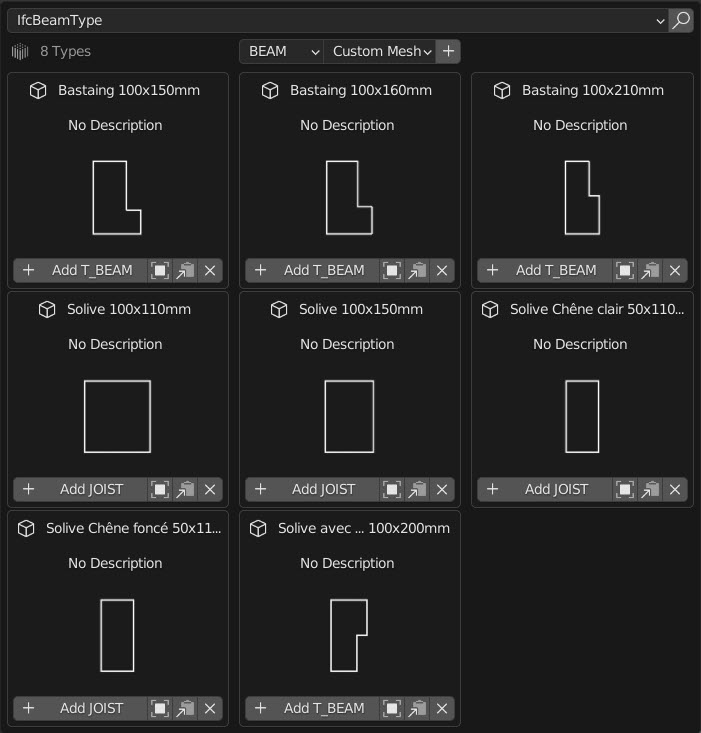 IfcBeamType
8 Types
BEAM
Custom Mesh
Bastaing 100x150mm
Bastaing 100x160mm
Bastaing 100x210mm
No Description
No Description
No Description
Add T_BEAM
Add T_BEAM
Add T_BEAM
Solive 100x110mm
Solive 100x150mm
Solive Chêne clair 50x110...
No Description
No Description
No Description
Add JOIST
Add JOIST
Add JOIST
Solive Chêne foncé 50x11...
Solive avec ... 100x200mm
No Description
No Description
Add JOIST
Add T_BEAM